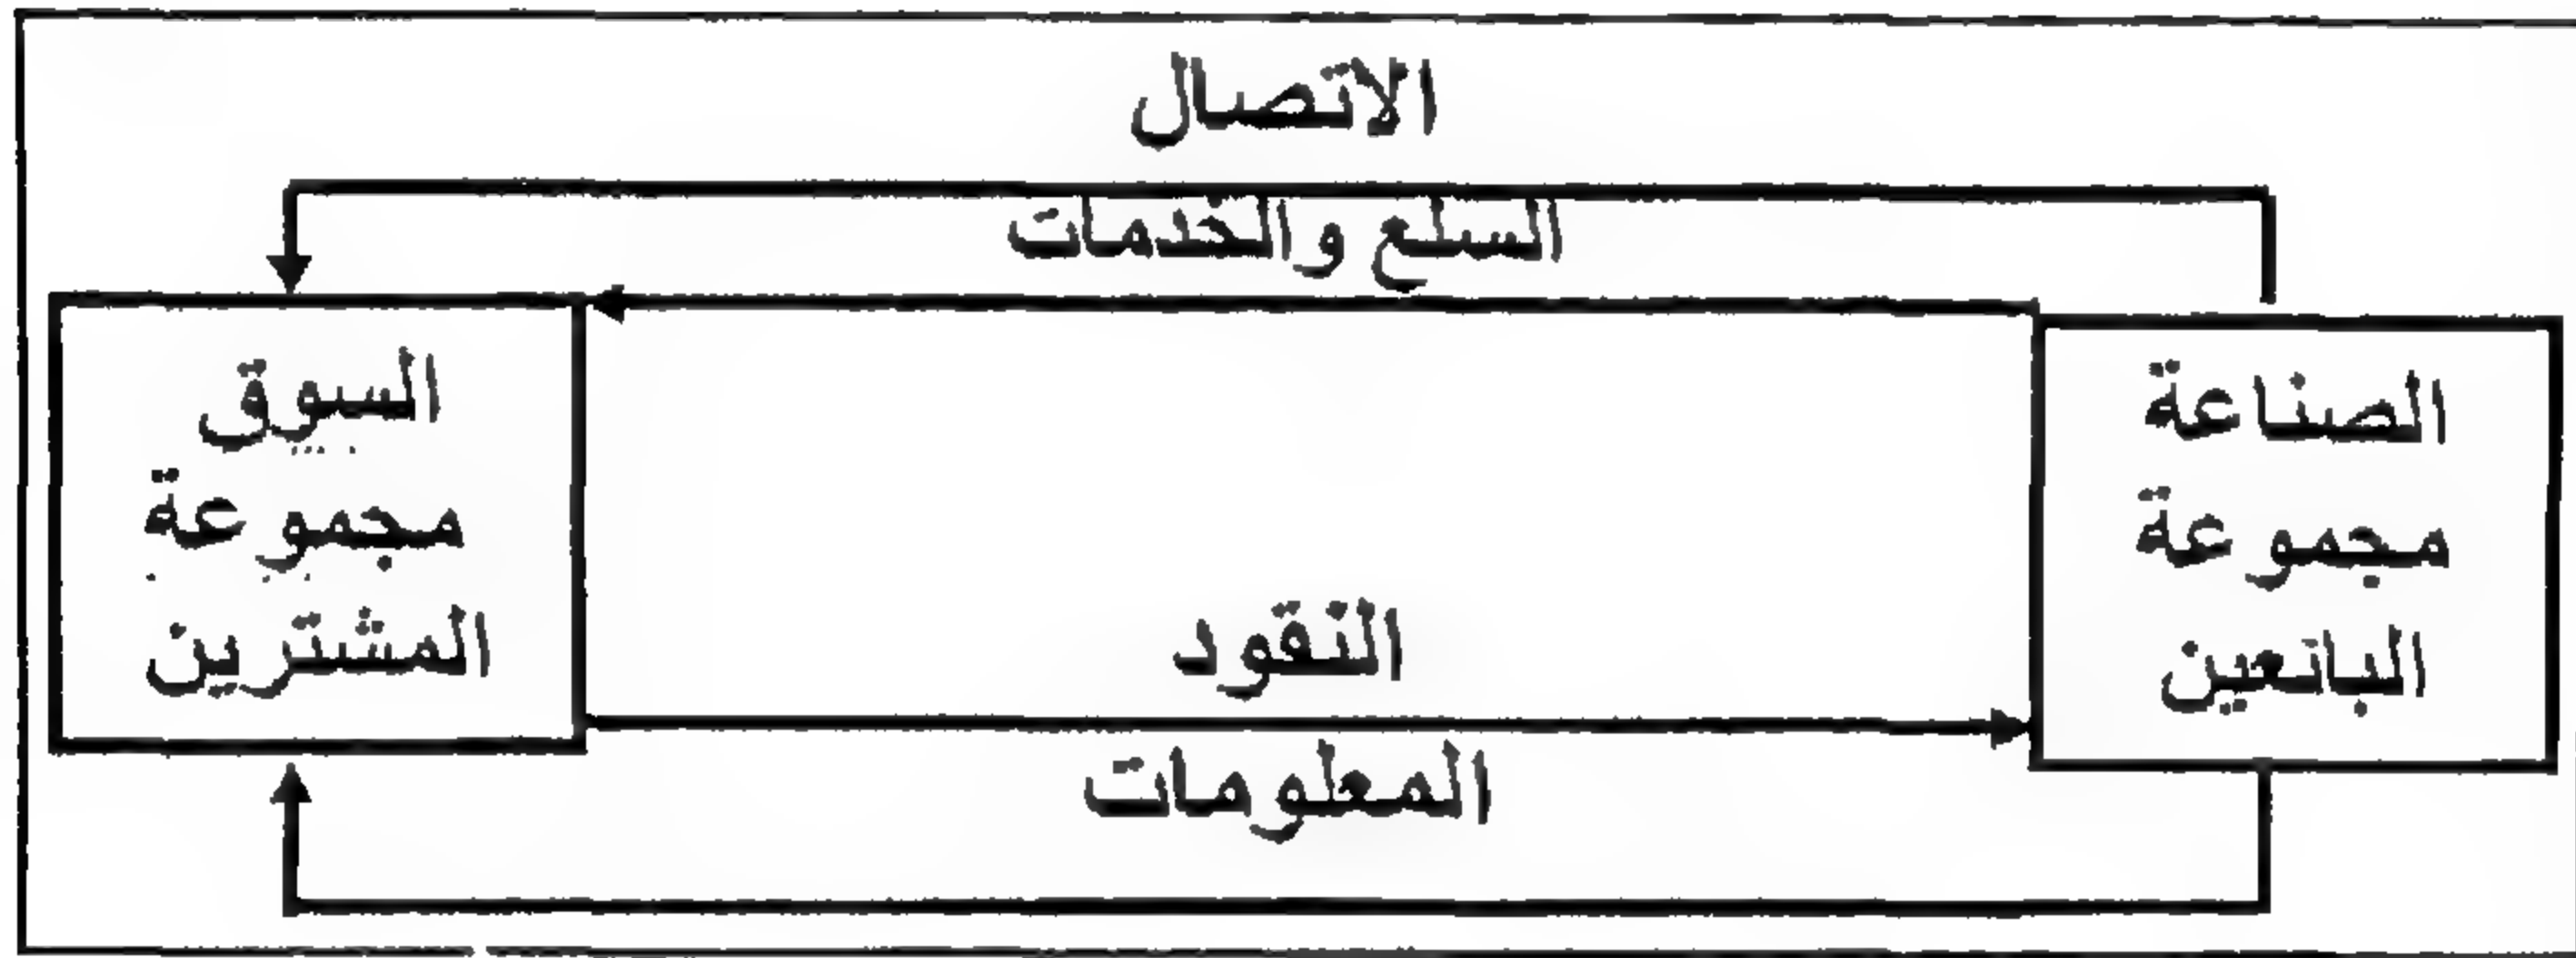 الاتصال
السلع والخدمات
الصناعة
مجموعة
البائعين
السوق
مجموعة
المشترين
النقود
المعلومات